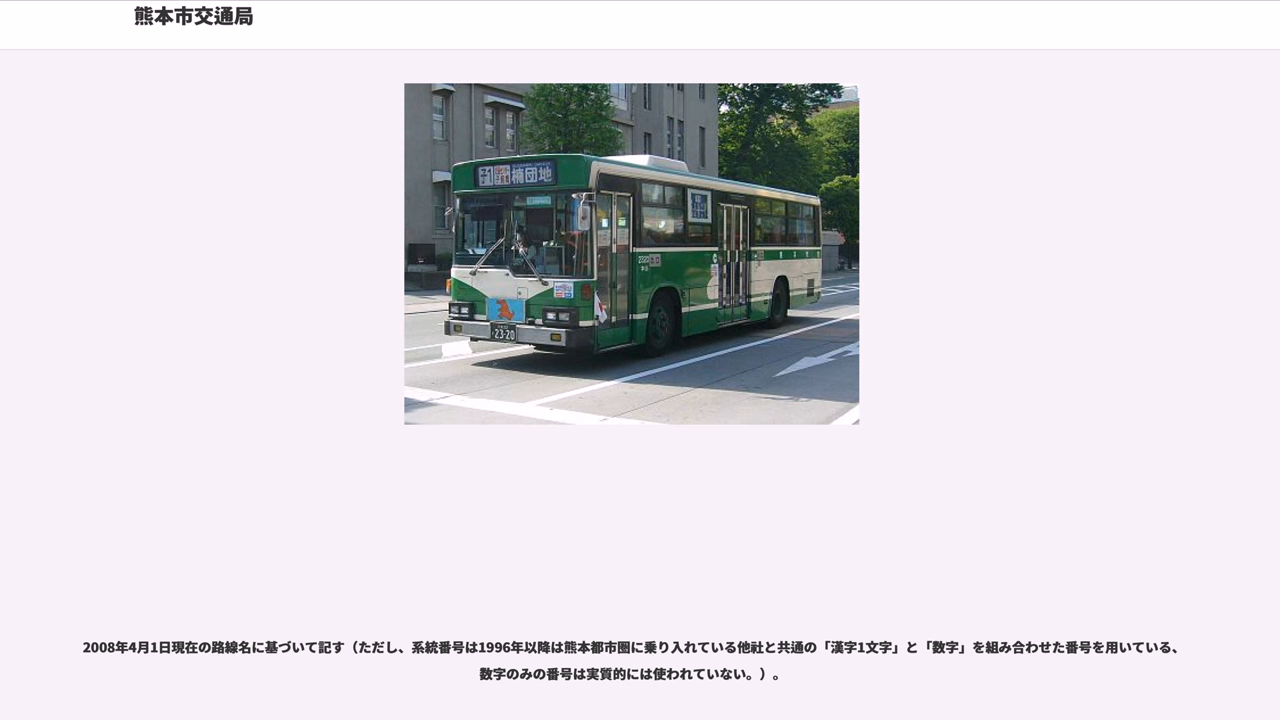 熊本市交通局
子1
楠団地
2320
23-20
2008年4月1日現在の路線名に基づいて記す（ただし、系統番号は1996年以降は熊本都市圏に乗り入れている他社と共通の「漢字1文字」と「数字」を組み合わせた番号を用いている、
数字のみの番号は実質的には使われていない。）。